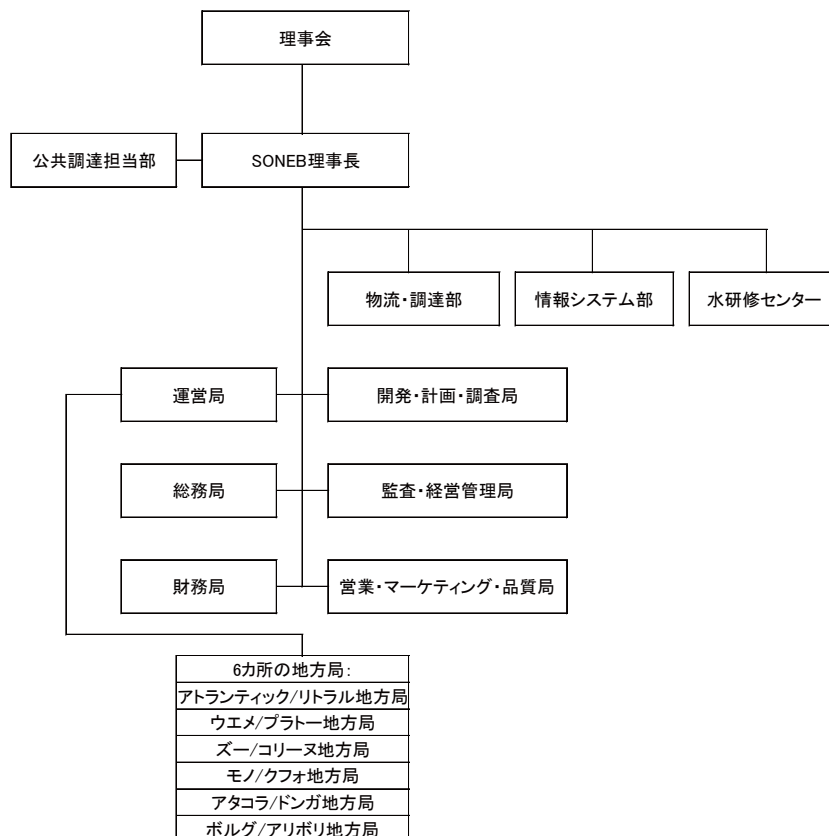 理事会
公共調達担当部
SONEB理事長
物流・調達部
情報システム部
水研修センター
運営局
開発・計画・調査局
総務局
監査・経営管理局
財務局
営業・マーケティング・品質局
6カ所の地方局:
アトランティック/リトラル地方局
ウエメ/プラトー地方局
ズー/コリーヌ地方局
モノ/クフォ地方局
アタコラ/ドンガ地方局
ボルグ/アリボリ地方局